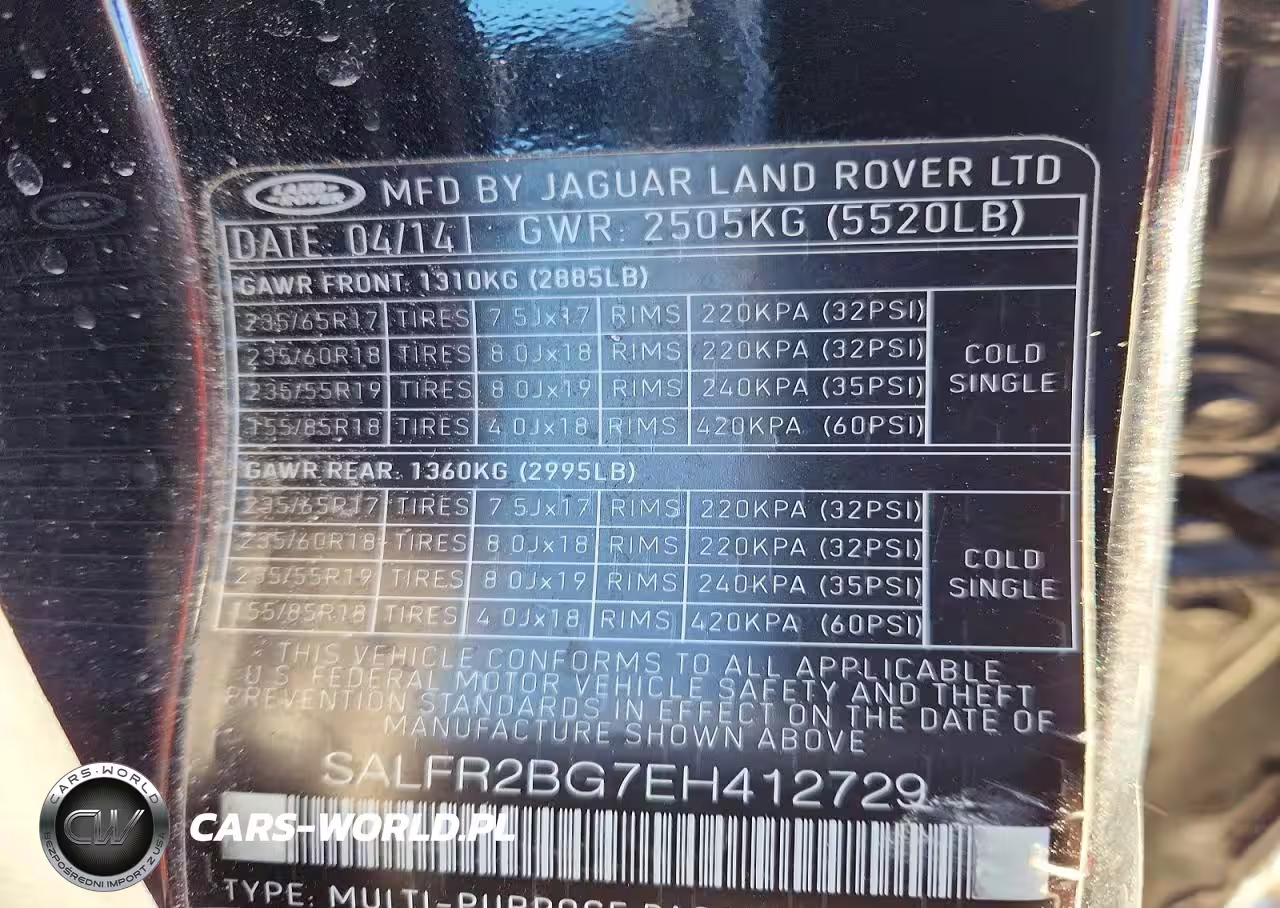 LAND ROVER MFD BY JAGUAR LAND ROVER LTD
DATE: 04/14 GWR: 2505KG (5520LB)
GAWR FRONT: 1310KG (2885LB)
235/65R17 TIRES 7.5Jx17 RIMS 220KPA (32PSI)
235/60R18 TIRES 8.0Jx18 RIMS 220KPA (32PSI)
235/55R19 TIRES 8.0Jx19 RIMS 240KPA (35PSI)
155/85R18 TIRES 4.0Jx18 RIMS 420KPA (60PSI)
COLD
SINGLE
GAWR REAR: 1360KG (2995LB)
235/65R17 TIRES 7.5Jx17 RIMS 220KPA (32PSI)
235/60R18 TIRES 8.0Jx18 RIMS 220KPA (32PSI)
235/55R19 TIRES 8.0Jx19 RIMS 240KPA (35PSI)
155/85R18 TIRES 4.0Jx18 RIMS 420KPA (60PSI)
COLD
SINGLE
THIS VEHICLE CONFORMS TO ALL APPLICABLE
U.S. FEDERAL MOTOR VEHICLE SAFETY AND THEFT
PREVENTION STANDARDS IN EFFECT ON THE DATE OF
MANUFACTURE SHOWN ABOVE
SALFR2BG7EH412729
CARS-WORLD
CW
BEZPOŚREDNI IMPORT Z USA
CARS-WORLD.PL
TYPE: MULTI-PURPOSE